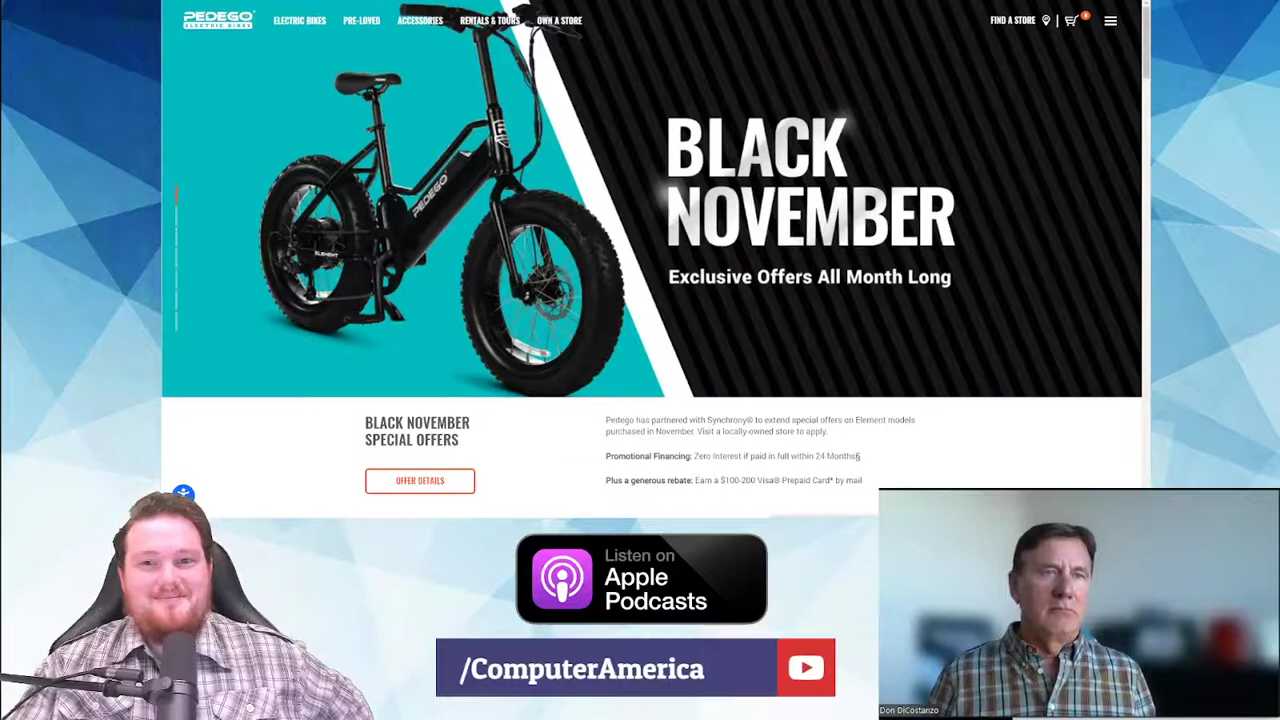 PEDEGO
ELECTRIC BIKES
ELECTRIC BIKES
PRE-LOVED
ACCESSORIES
RENTALS & TOURS
OWN A STORE
FIND A STORE
PEDEGO
ELEMENT
BLACK
NOVEMBER
Exclusive Offers All Month Long
BLACK NOVEMBER
SPECIAL OFFERS
OFFER DETAILS
Pedego has partnered with Synchrony® to extend special offers on Element models
purchased in November. Visit a locally-owned store to apply.
Promotional Financing: Zero Interest if paid in full within 24 Months§
Plus a generous rebate: Earn a $100-200 Visa® Prepaid Card* by mail
Listen on
Apple
Podcasts
/ComputerAmerica
Don DiCostanzo